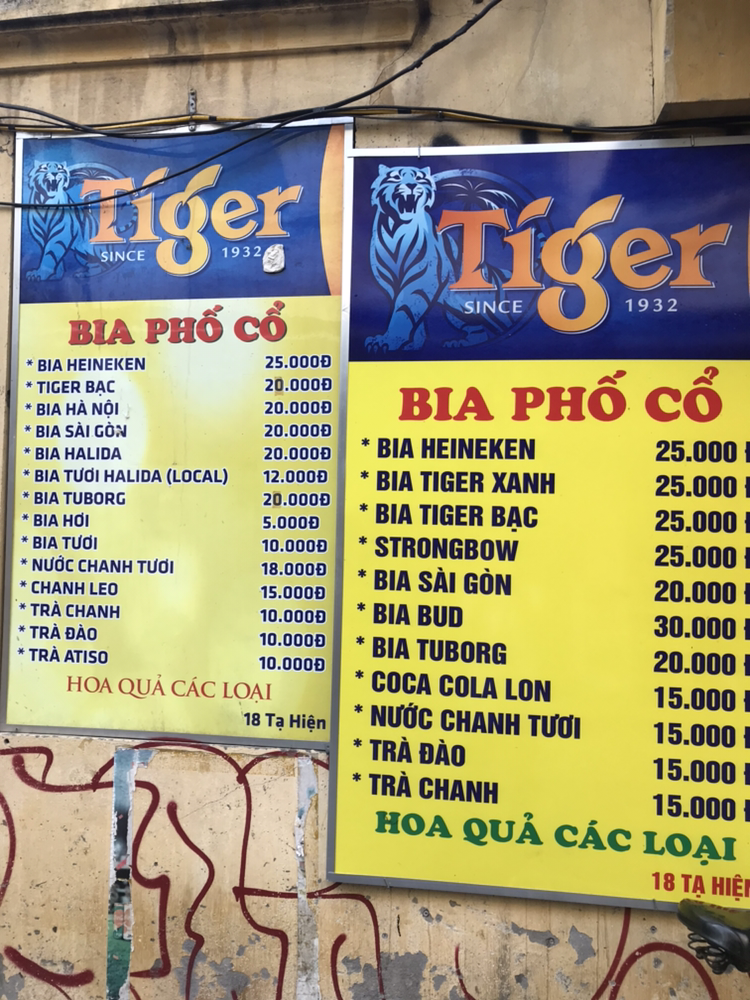 Tiger
SINCE 1932
BIA PHỐ CỔ
* BIA HEINEKEN 25.000Đ
* TIGER BẠC 20.000Đ
* BIA HÀ NỘI 20.000Đ
* BIA SÀI GÒN 20.000Đ
* BIA HALIDA 20.000Đ
* BIA TƯƠI HALIDA (LOCAL) 12.000Đ
* BIA TUBORG 20.000Đ
* BIA HƠI 5.000Đ
* BIA TƯƠI 10.000Đ
* NƯỚC CHANH TƯƠI 18.000Đ
* CHANH LEO 15.000Đ
* TRÀ CHANH 10.000Đ
* TRÀ ĐÀO 10.000Đ
* TRÀ ATISO 10.000Đ
HOA QUẢ CÁC LOẠI
18 Tạ Hiện
Tiger
SINCE 1932
BIA PHỐ CỔ
* BIA HEINEKEN 25.000
* BIA TIGER XANH 25.000
* BIA TIGER BẠC 25.000
* STRONGBOW 25.000
* BIA SÀI GÒN 20.000
* BIA BUD 30.000
* BIA TUBORG 20.000
* COCA COLA LON 15.000
* NƯỚC CHANH TƯƠI 15.000
* TRÀ ĐÀO 15.000
* TRÀ CHANH 15.000
HOA QUẢ CÁC LOẠI
18 TẠ HIỆN